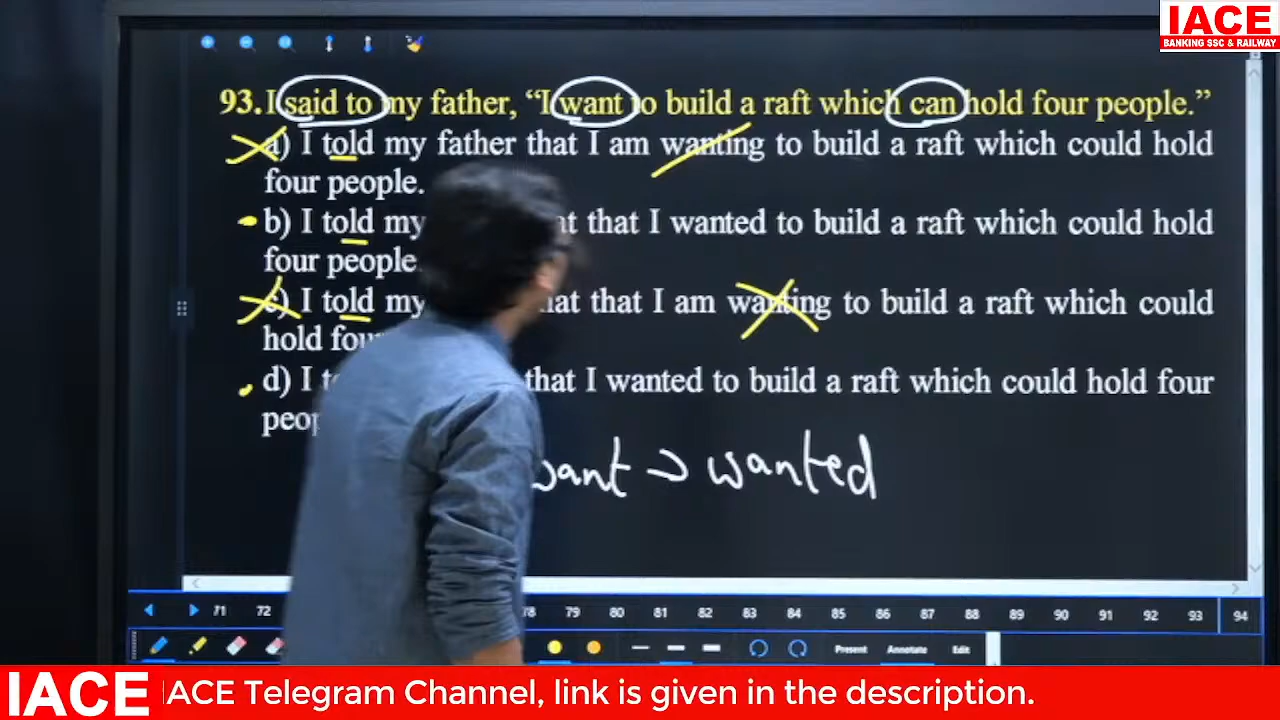 IACE
BANKING SSC & RAILWAY
93. I said to my father, “I want to build a raft which can hold four people.”
a) I told my father that I am wanting to build a raft which could hold
four people.
b) I told my that I wanted to build a raft which could hold
four people.
c) I told my that I am wanting to build a raft which could
hold
d) I that I wanted to build a raft which could hold four
want → wanted
71 72 78 79 80 81 82 83 84 85 86 87 88 89 90 91 92 93 94
Present Annotate Edit
IACE IACE Telegram Channel, link is given in the description.